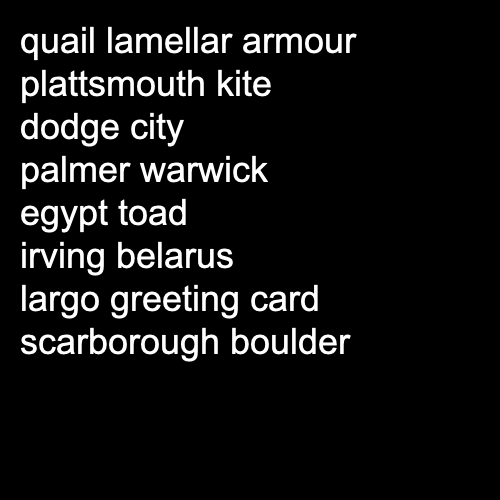 quail lamellar armour
plattsmouth kite
dodge city
palmer warwick
egypt toad
irving belarus
largo greeting card
scarborough boulder